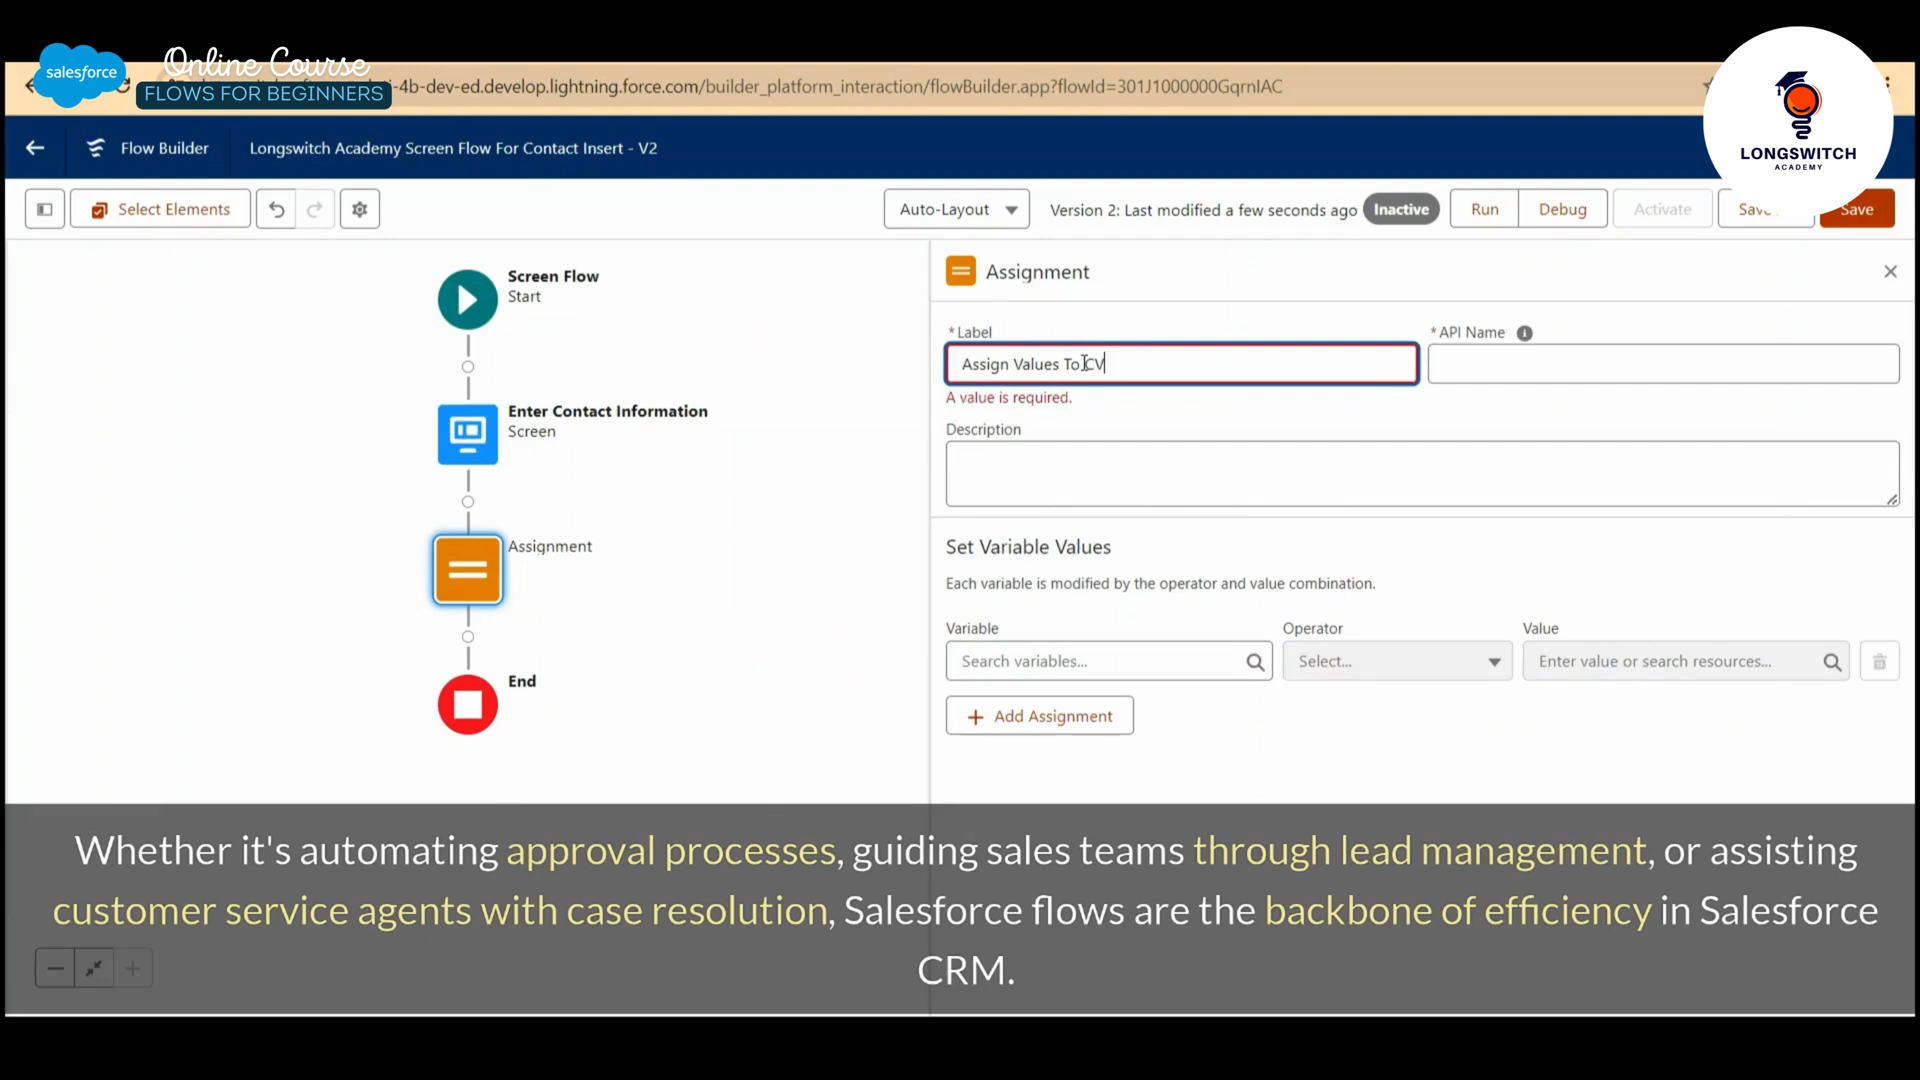 salesforce
Online Course
FLOWS FOR BEGINNERS
-4b-dev-ed.develop.lightning.force.com/builder_platform_interaction/flowBuilder.app?flowId=301J1000000GqrnIAC
LONGSWITCH
ACADEMY
Flow Builder
Longswitch Academy Screen Flow For Contact Insert - V2
Select Elements
Auto-Layout
Version 2: Last modified a few seconds ago
Inactive
Run
Debug
Activate
Save
Screen Flow
Start
Enter Contact Information
Screen
Assignment
End
Assignment
* Label
* API Name
Assign Values To CV
A value is required.
Description
Set Variable Values
Each variable is modified by the operator and value combination.
Variable
Operator
Value
Search variables...
Select...
Enter value or search resources...
Add Assignment
Whether it's automating approval processes, guiding sales teams through lead management, or assisting
customer service agents with case resolution, Salesforce flows are the backbone of efficiency in Salesforce
CRM.